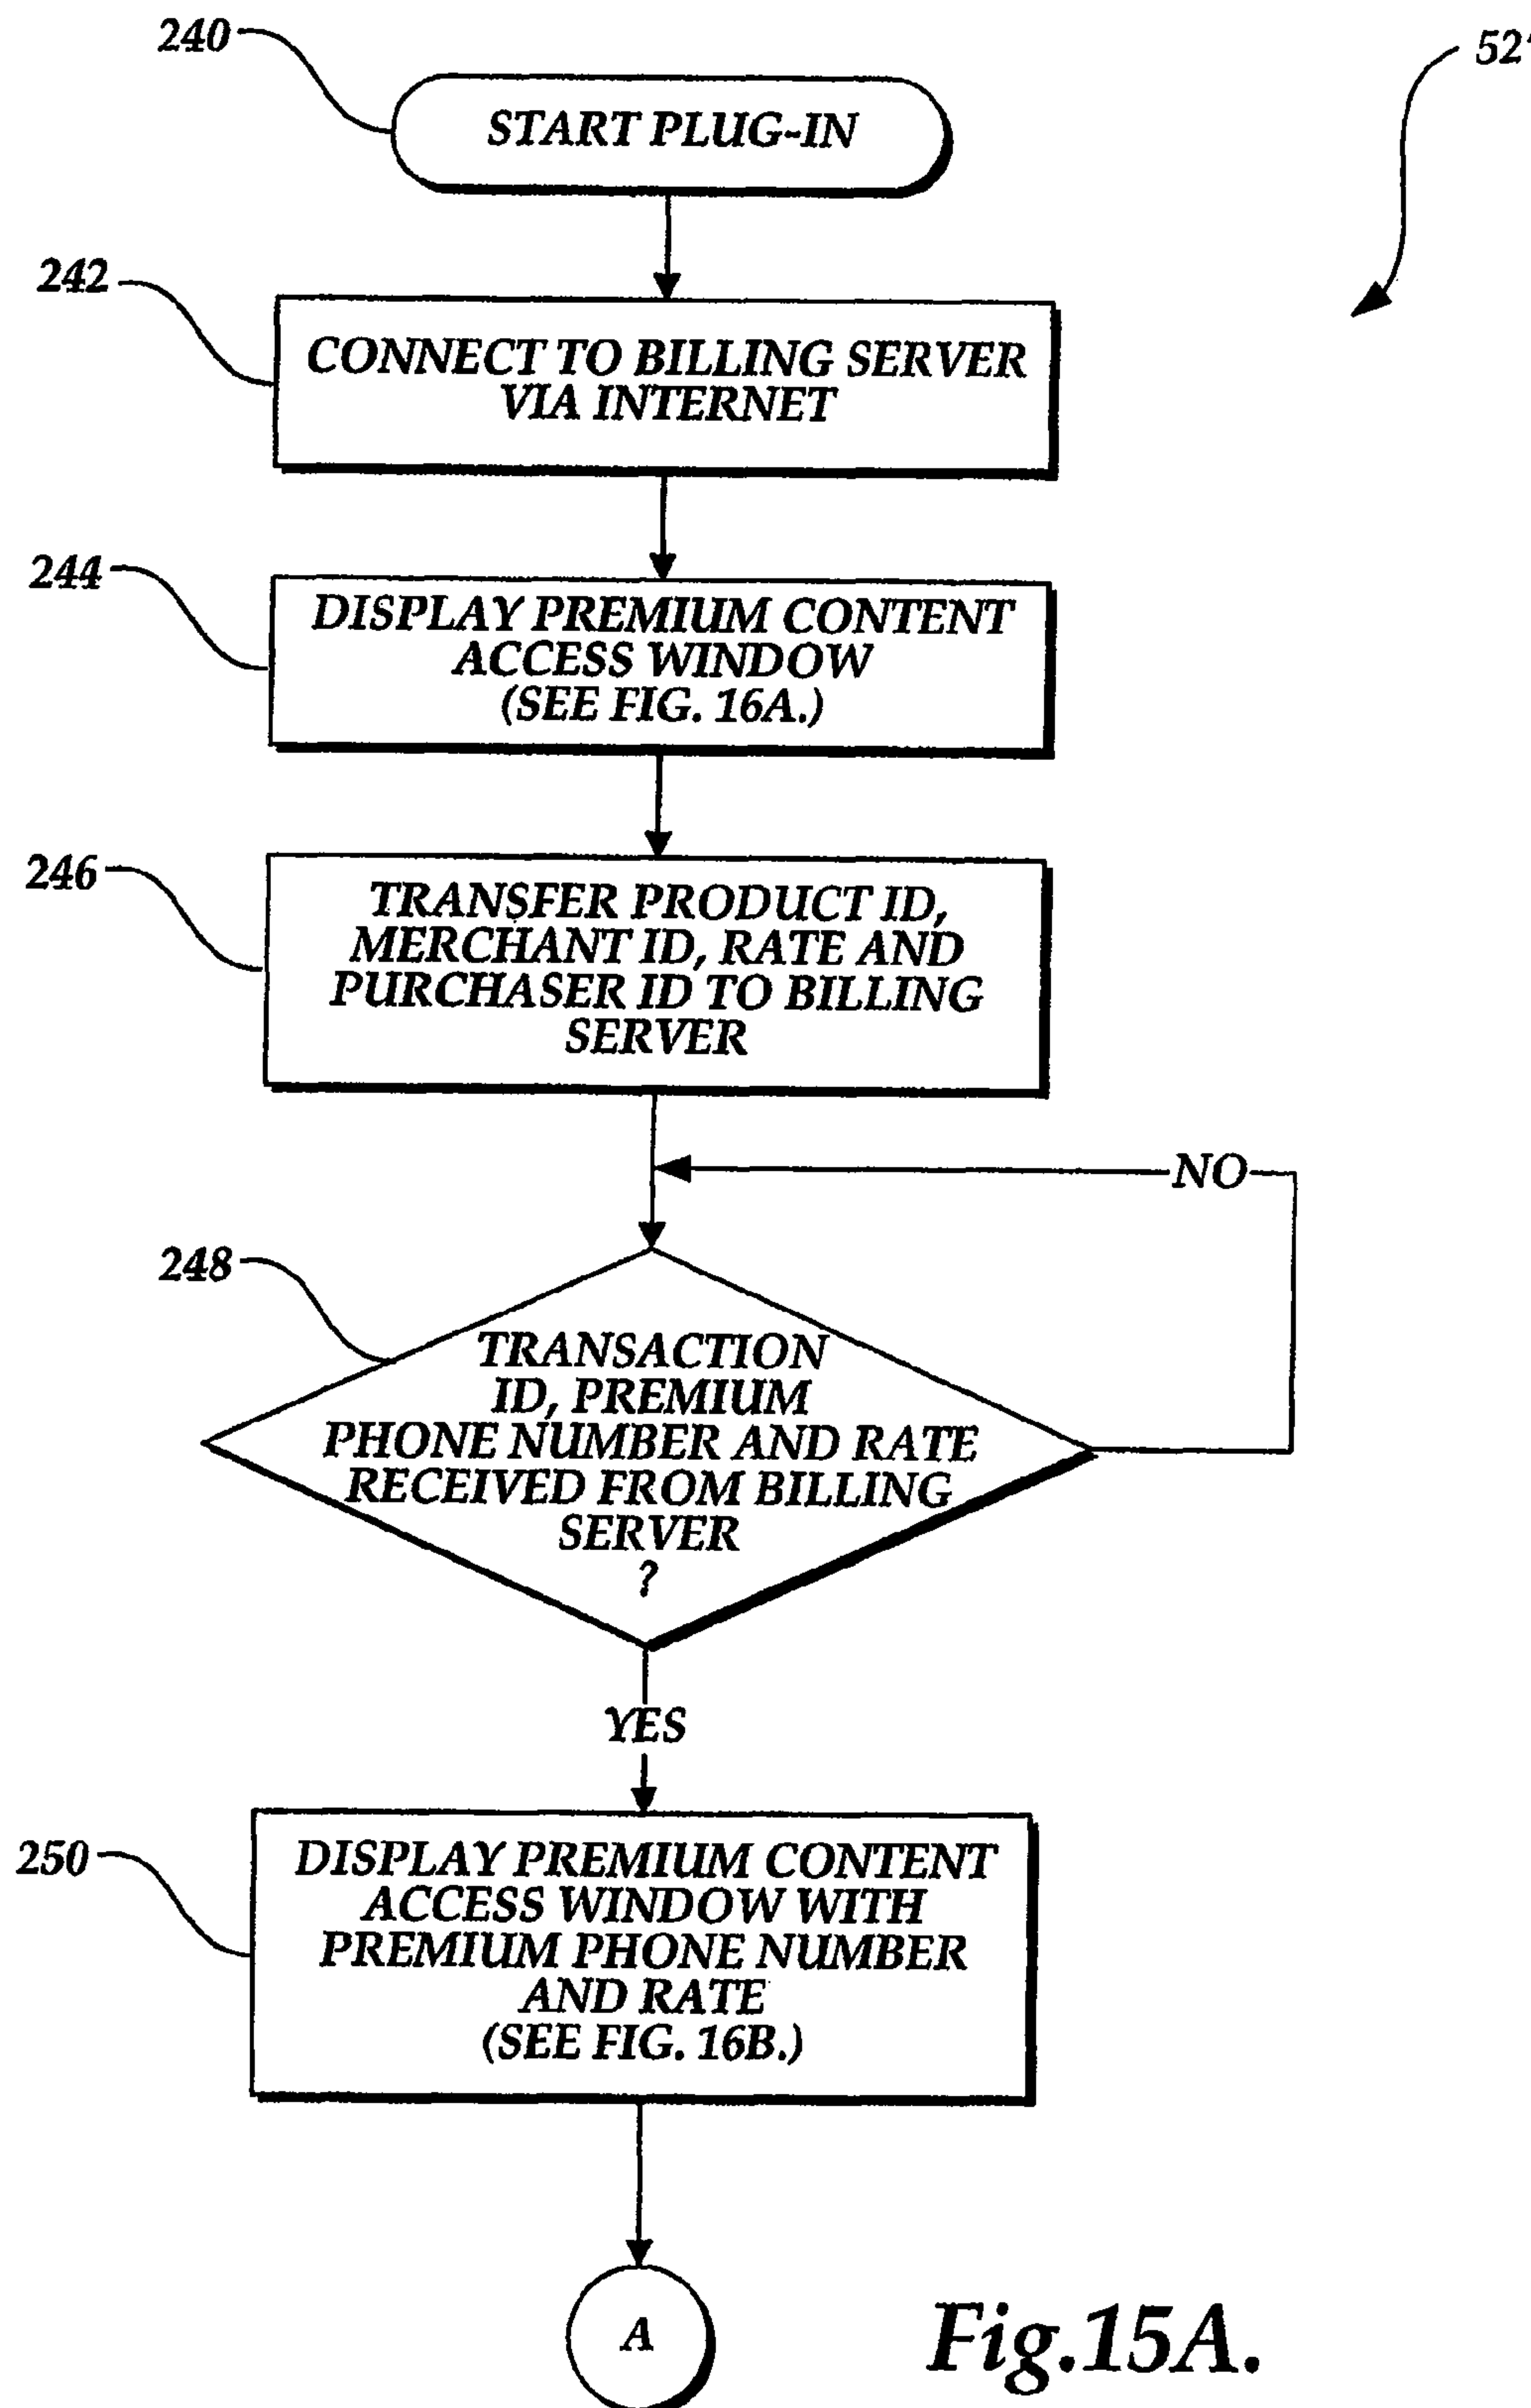 240
52'
START PLUG-IN
242
CONNECT TO BILLING SERVER
VIA INTERNET
244
DISPLAY PREMIUM CONTENT
ACCESS WINDOW
(SEE FIG. 16A.)
246
TRANSFER PRODUCT ID,
MERCHANT ID, RATE AND
PURCHASER ID TO BILLING
SERVER
NO
248
TRANSACTION
ID, PREMIUM
PHONE NUMBER AND RATE
RECEIVED FROM BILLING
SERVER
?
YES
250
DISPLAY PREMIUM CONTENT
ACCESS WINDOW WITH
PREMIUM PHONE NUMBER
AND RATE
(SEE FIG. 16B.)
A
Fig.15A.